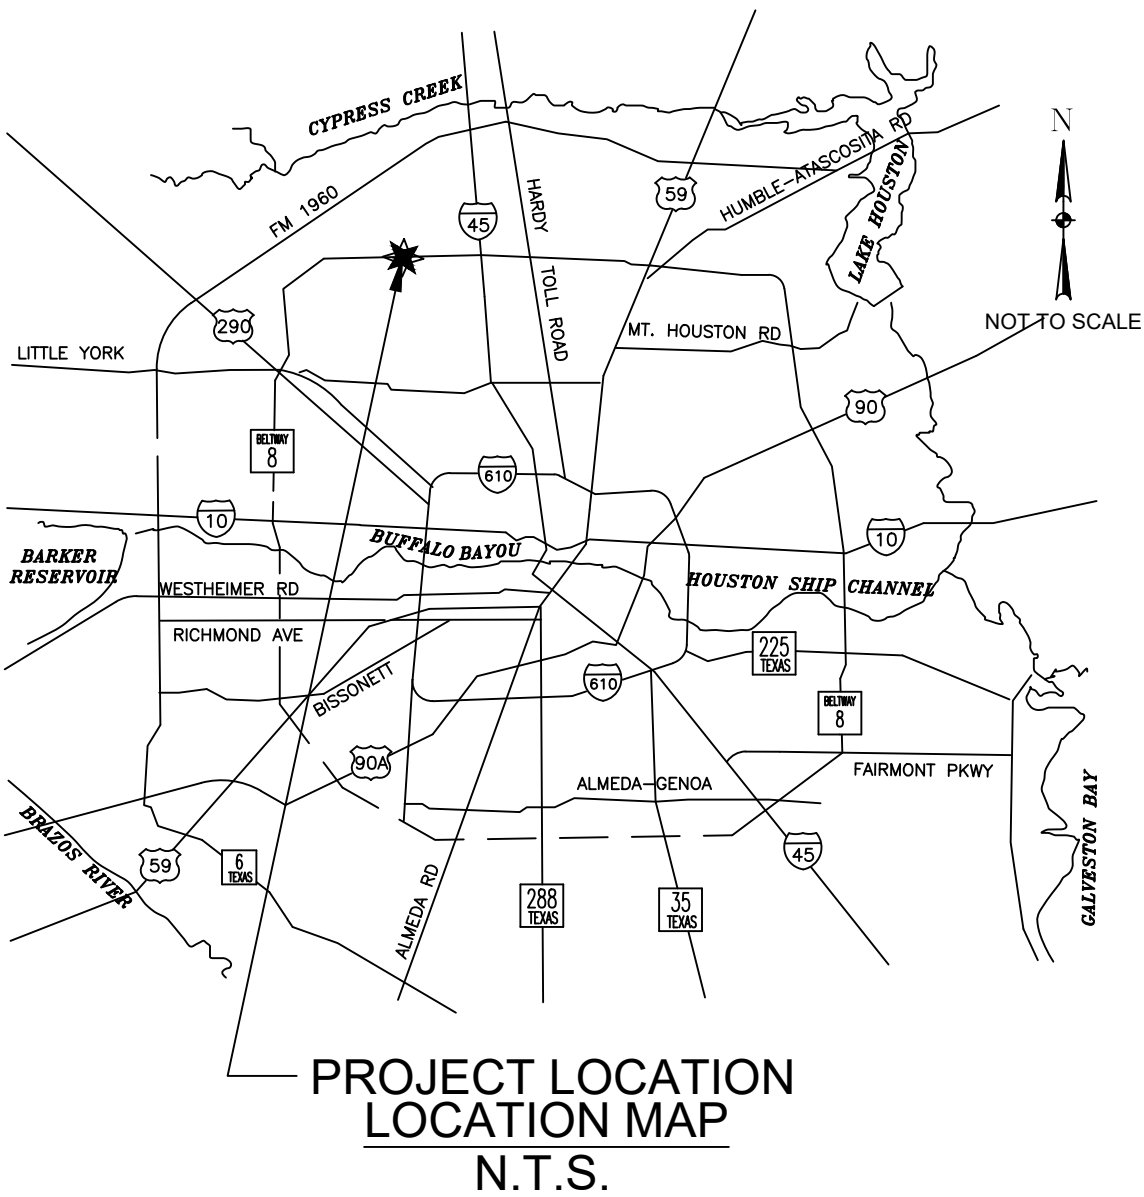 CYPRESS CREEK
HUMBLE-ATASCOSITA RD
N
LAKE HOUSTON
FM 1960
HARDY TOLL ROAD
59
45
NOT TO SCALE
290
MT. HOUSTON RD
LITTLE YORK
90
BELTWAY
8
610
10
10
BUFFALO BAYOU
BARKER
RESERVOIR
WESTHEIMER RD
HOUSTON SHIP CHANNEL
RICHMOND AVE
225
TEXAS
BISSONETT
610
BELTWAY
8
90A
ALMEDA-GENOA
FAIRMONT PKWY
GALVESTON BAY
BRAZOS RIVER
59
6
TEXAS
45
ALMEDA RD
288
TEXAS
35
TEXAS
PROJECT LOCATION
LOCATION MAP
N.T.S.